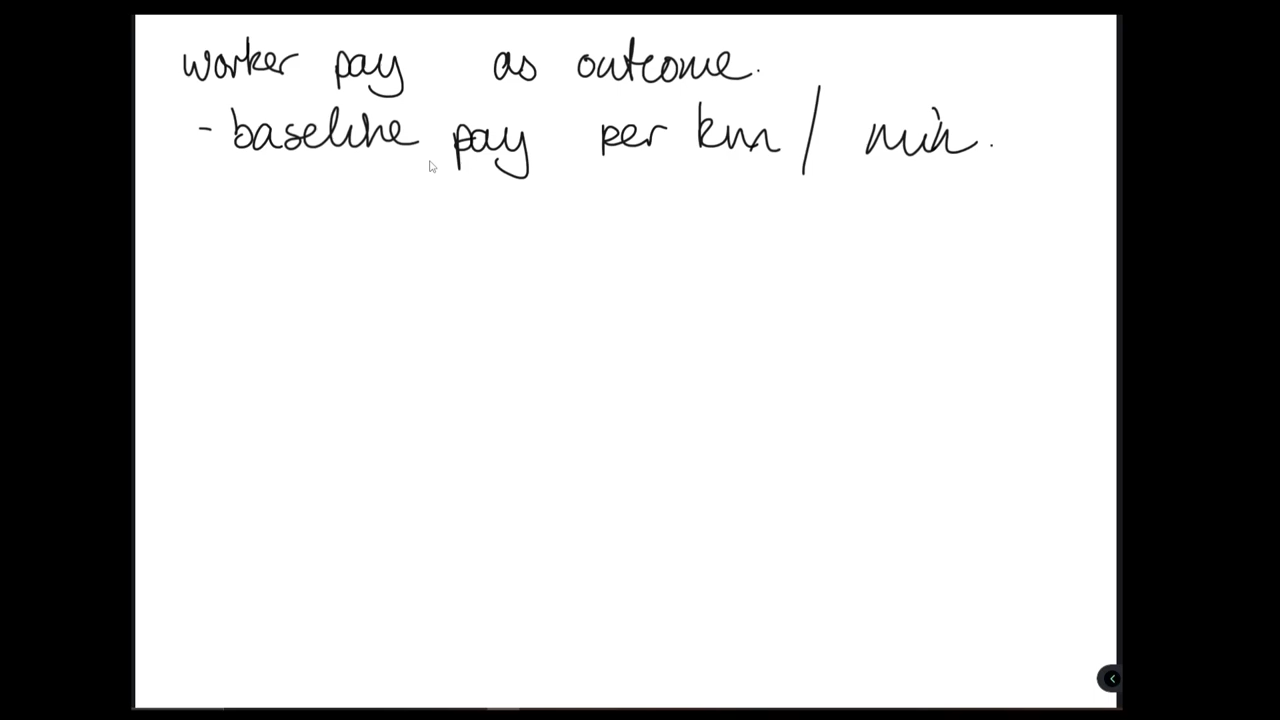 worker pay as outcome.
- baseline pay per km / min.